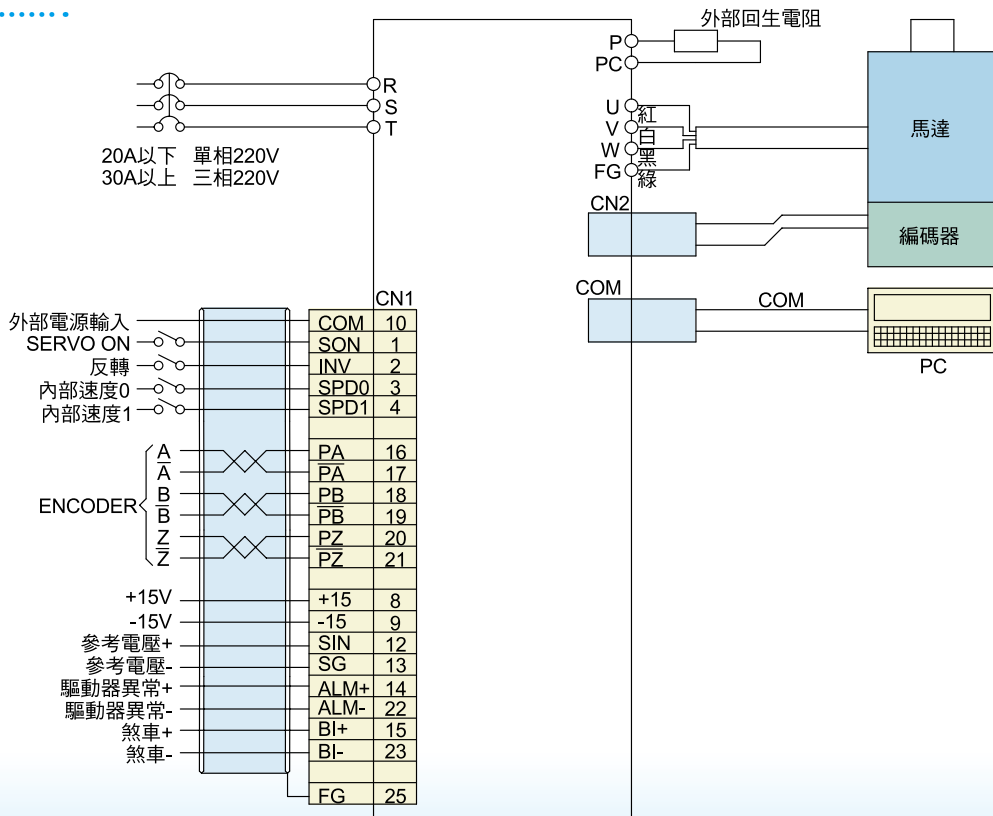 外部回生電阻
P
PC
R
S
T
20A以下 單相220V
30A以上 三相220V
U 紅
V 白
W 黑
FG 綠
馬達
編碼器
CN2
COM
COM
PC
CN1
外部電源輸入 COM 10
SERVO ON SON 1
反轉 INV 2
內部速度0 SPD0 3
內部速度1 SPD1 4
ENCODER
A PA 16
A̅ P̅A̅ 17
B PB 18
B̅ P̅B̅ 19
Z PZ 20
Z̅ P̅Z̅ 21
+15V +15 8
-15V -15 9
參考電壓+ SIN 12
參考電壓- SG 13
驅動器異常+ ALM+ 14
驅動器異常- ALM- 22
煞車+ BI+ 15
煞車- BI- 23
FG 25